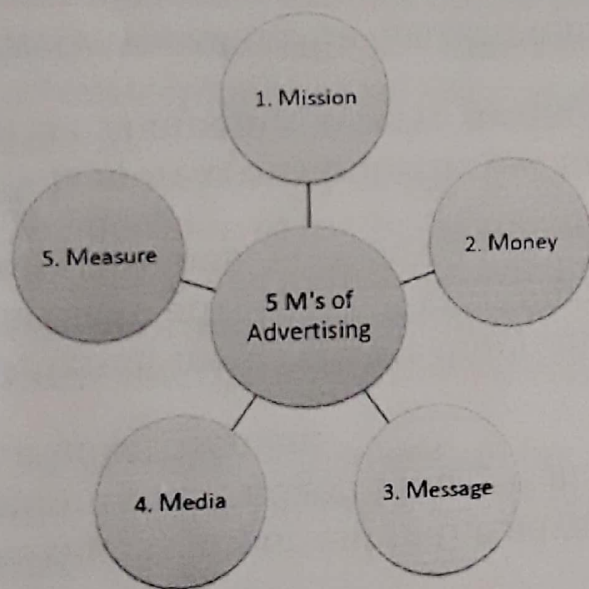 1. Mission
2. Money
3. Message
4. Media
5. Measure
5 M's of
Advertising